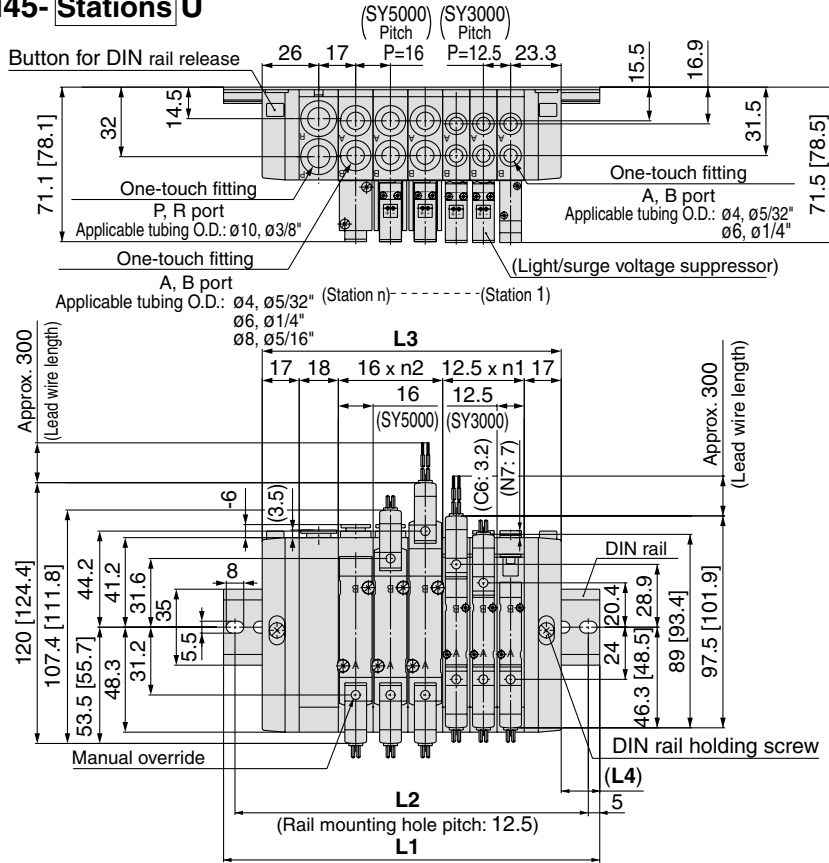 45- Stations U
(SY5000) (SY3000)
Pitch Pitch
26 17 P=16 P=12.5 23.3
Button for DIN rail release
15.5
16.9
71.1 [78.1]
32
14.5
31.5
71.5 [78.5]
R A A A A A A
P B B B B B B
One-touch fitting
P, R port
Applicable tubing O.D.: Ø10, Ø3/8"
One-touch fitting
A, B port
Applicable tubing O.D.: Ø4, Ø5/32"
Ø6, Ø1/4"
One-touch fitting
A, B port
Applicable tubing O.D.: Ø4, Ø5/32"
Ø6, Ø1/4"
Ø8, Ø5/16"
(Light/surge voltage suppressor)
(Station n)---------(Station 1)
L3
17 18 16 x n2 12.5 x n1 17
16 12.5
(SY5000) (SY3000)
Approx. 300
(Lead wire length)
Approx. 300
(Lead wire length)
(C6: 3.2)
(N7: 7)
-6
(3.5)
120 [124.4]
107.4 [111.8]
53.5 [55.7]
44.2
41.2
31.6
48.3
31.2
8
35
5.5
B B B B B B
A A A A A A
DIN rail
20.4
28.9
24
46.3 [48.5]
89 [93.4]
97.5 [101.9]
Manual override
DIN rail holding screw
(L4)
L2
5
(Rail mounting hole pitch: 12.5)
L1